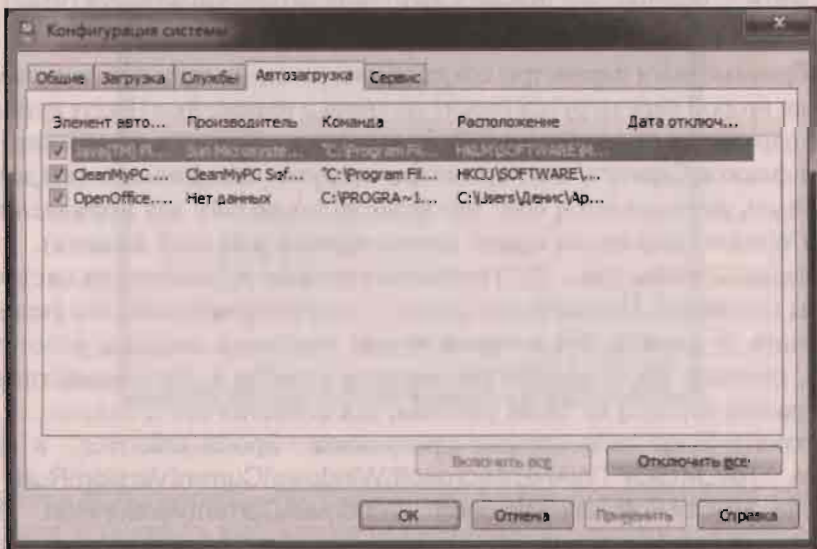 Конфигурация системы
Общие Загрузка Службы Автозагрузка Сервис
Элемент авто... Производитель Команда Расположение Дата отключ...
Java(TM) Pl... Sun Microsyste... "C:\Program Fil... HKLM\SOFTWARE\M...
CleanMyPC ... CleanMyPC Sof... "C:\Program Fil... HKCU\SOFTWARE\...
OpenOffice.... Нет данных C:\PROGRA~1... C:\Users\Денис\Ap...
Включить все Отключить все
ОК Отмена Применить Справка